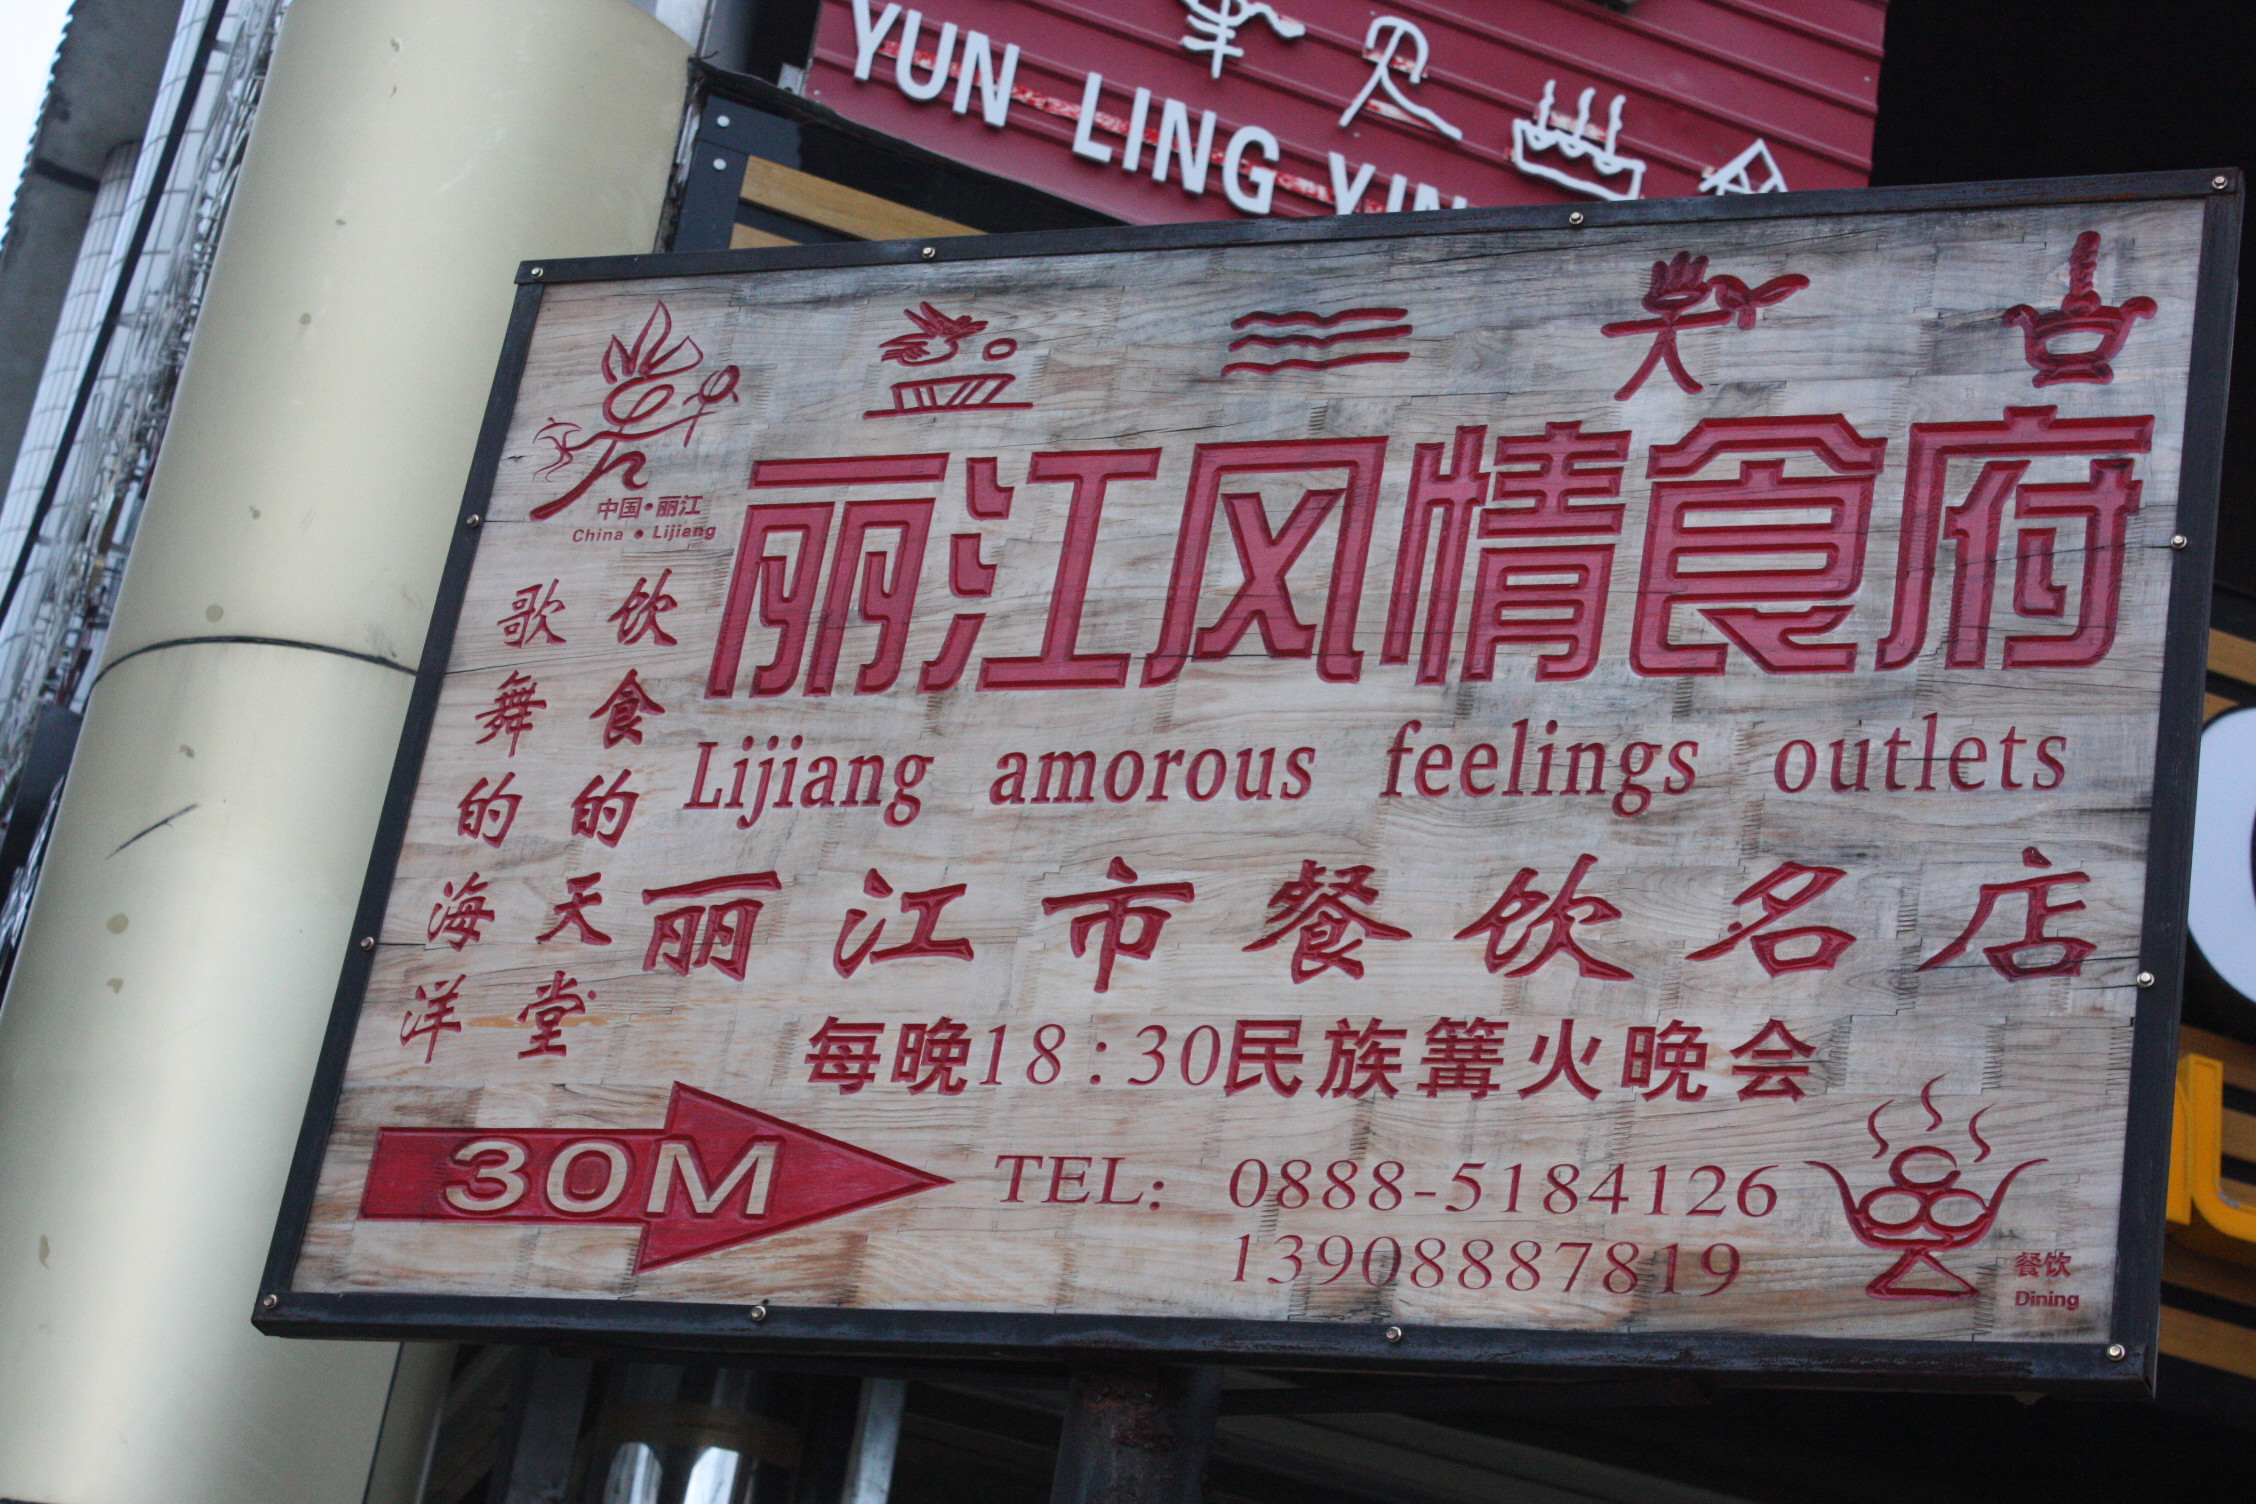 YUN LING YIN
中国·丽江
China • Lijiang
丽江风情食府
Lijiang amorous feelings outlets
饮食的天堂
歌舞的海洋
丽江市餐饮名店
每晚18:30民族篝火晚会
30M
TEL: 0888-5184126
13908887819
餐饮
Dining